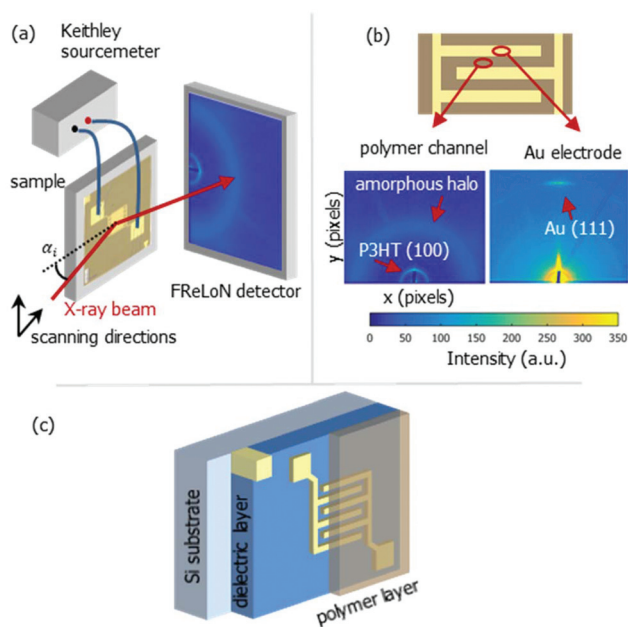 (a)
Keithley
sourcemeter
sample
αi
X-ray beam
scanning directions
FReLoN detector
(b)
polymer channel
Au electrode
amorphous halo
P3HT (100)
Au (111)
y (pixels)
x (pixels)
0 50 100 150 200 250 300 350
Intensity (a.u.)
(c)
Si substrate
dielectric layer
polymer layer